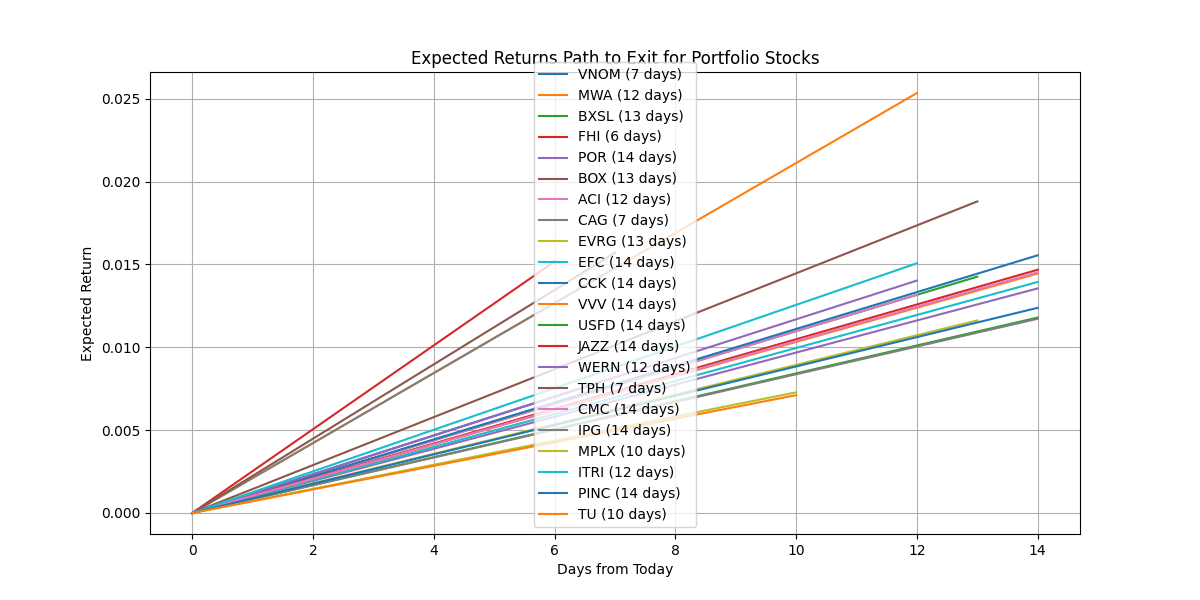 Expected Returns Path to Exit for Portfolio Stocks
VNOM (7 days)
MWA (12 days)
BXSL (13 days)
FHI (6 days)
POR (14 days)
BOX (13 days)
ACI (12 days)
CAG (7 days)
EVRG (13 days)
EFC (14 days)
CCK (14 days)
VVV (14 days)
USFD (14 days)
JAZZ (14 days)
WERN (12 days)
TPH (7 days)
CMC (14 days)
IPG (14 days)
MPLX (10 days)
ITRI (12 days)
PINC (14 days)
TU (10 days)
Expected Return
0.025
0.020
0.015
0.010
0.005
0.000
0 2 4 6 8 10 12 14
Days from Today